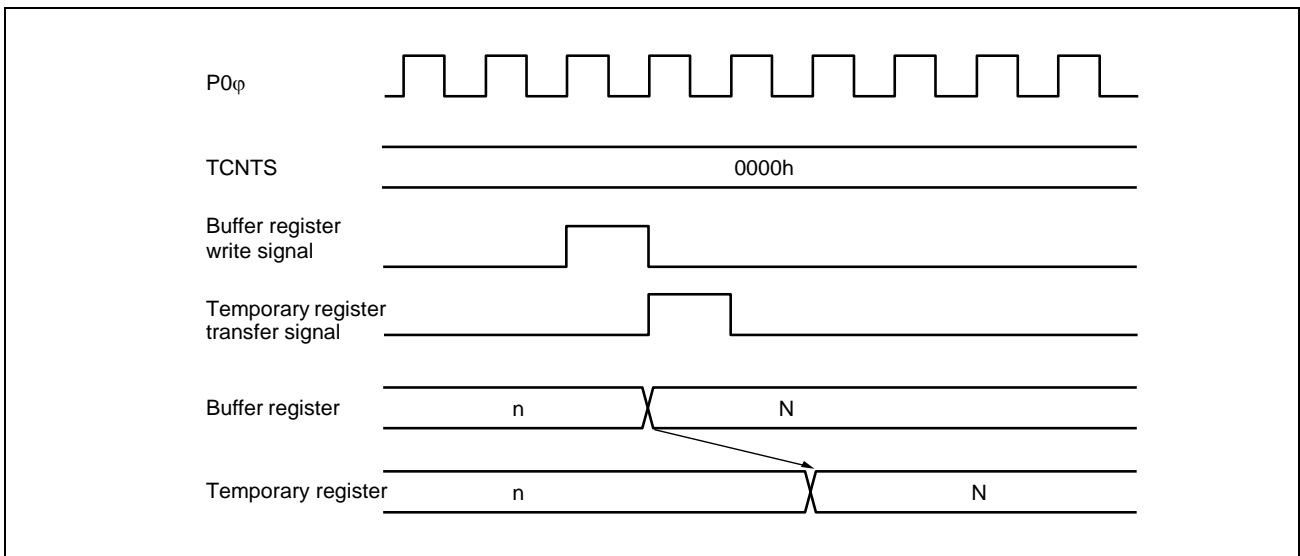 P0φ
TCNTS
0000h
Buffer register
write signal
Temporary register
transfer signal
Buffer register
n
N
Temporary register
n
N